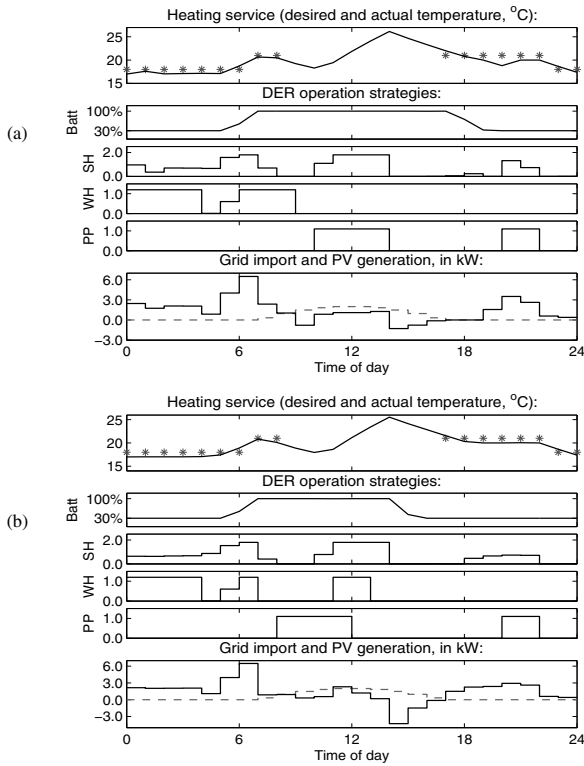 Heating service (desired and actual temperature, °C):
25
20
15
DER operation strategies:
(a)
Batt
100%
30%
SH
2.0
0.0
WH
1.0
0.0
PP
1.0
0.0
Grid import and PV generation, in kW:
6.0
3.0
0.0
−3.0
0 6 12 18 24
Time of day
Heating service (desired and actual temperature, °C):
25
20
15
DER operation strategies:
(b)
Batt
100%
30%
SH
2.0
0.0
WH
1.0
0.0
PP
1.0
0.0
Grid import and PV generation, in kW:
6.0
3.0
0.0
−3.0
0 6 12 18 24
Time of day